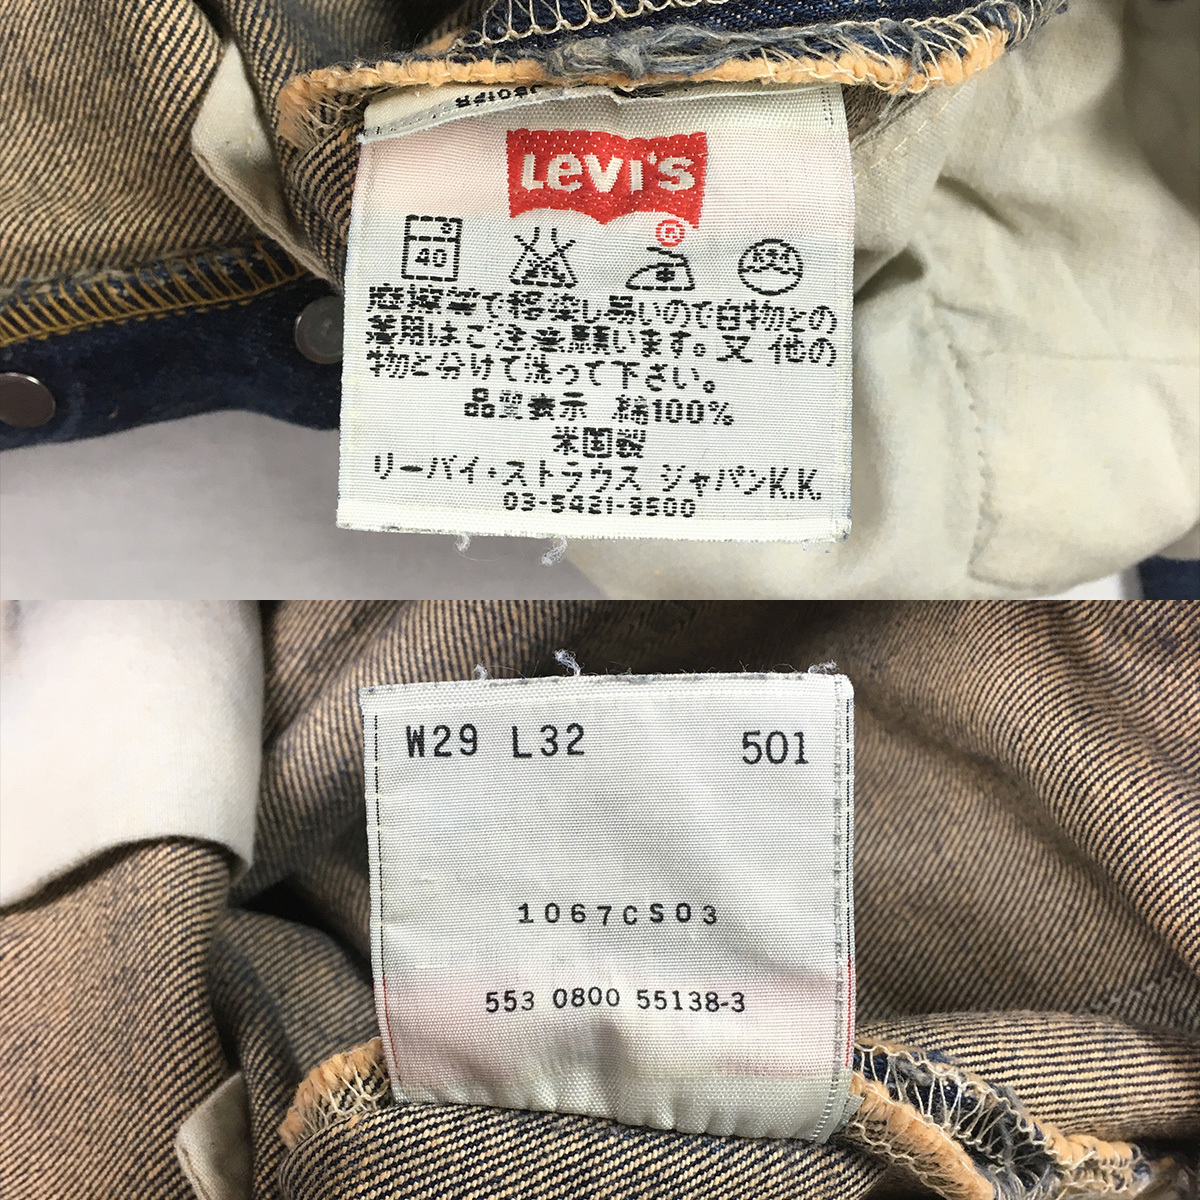 J501FR
LEVI'S
®
40
摩擦等で移染し易いので白物との
着用はご注意願います。又 他の
物と分けて洗って下さい。
品質表示 綿100%
米国製
リーバイ・ストラウス ジャパンK.K.
03-5421-9500
W29 L32 501
1067CS03
553 0800 55138-3